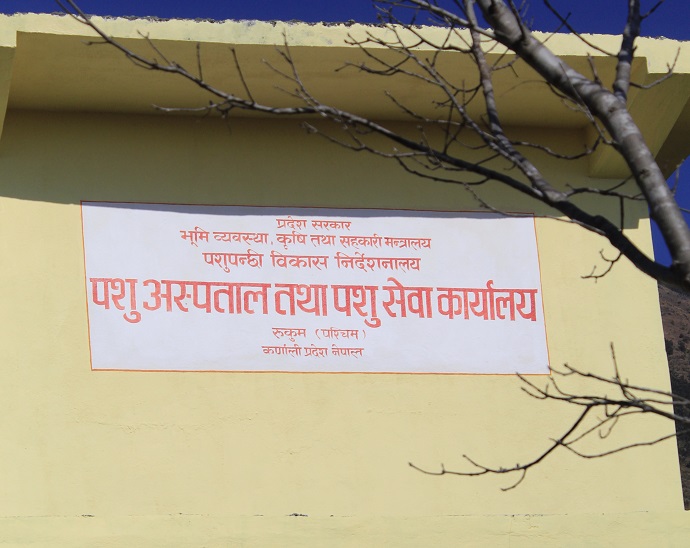 प्रदेश सरकार
भूमि व्यवस्था, कृषि तथा सहकारी मन्त्रालय
पशुपन्छी विकास निर्देशनालय
पशु अस्पताल तथा पशु सेवा कार्यालय
रुकुम (पश्चिम)
कर्णाली प्रदेश नेपाल